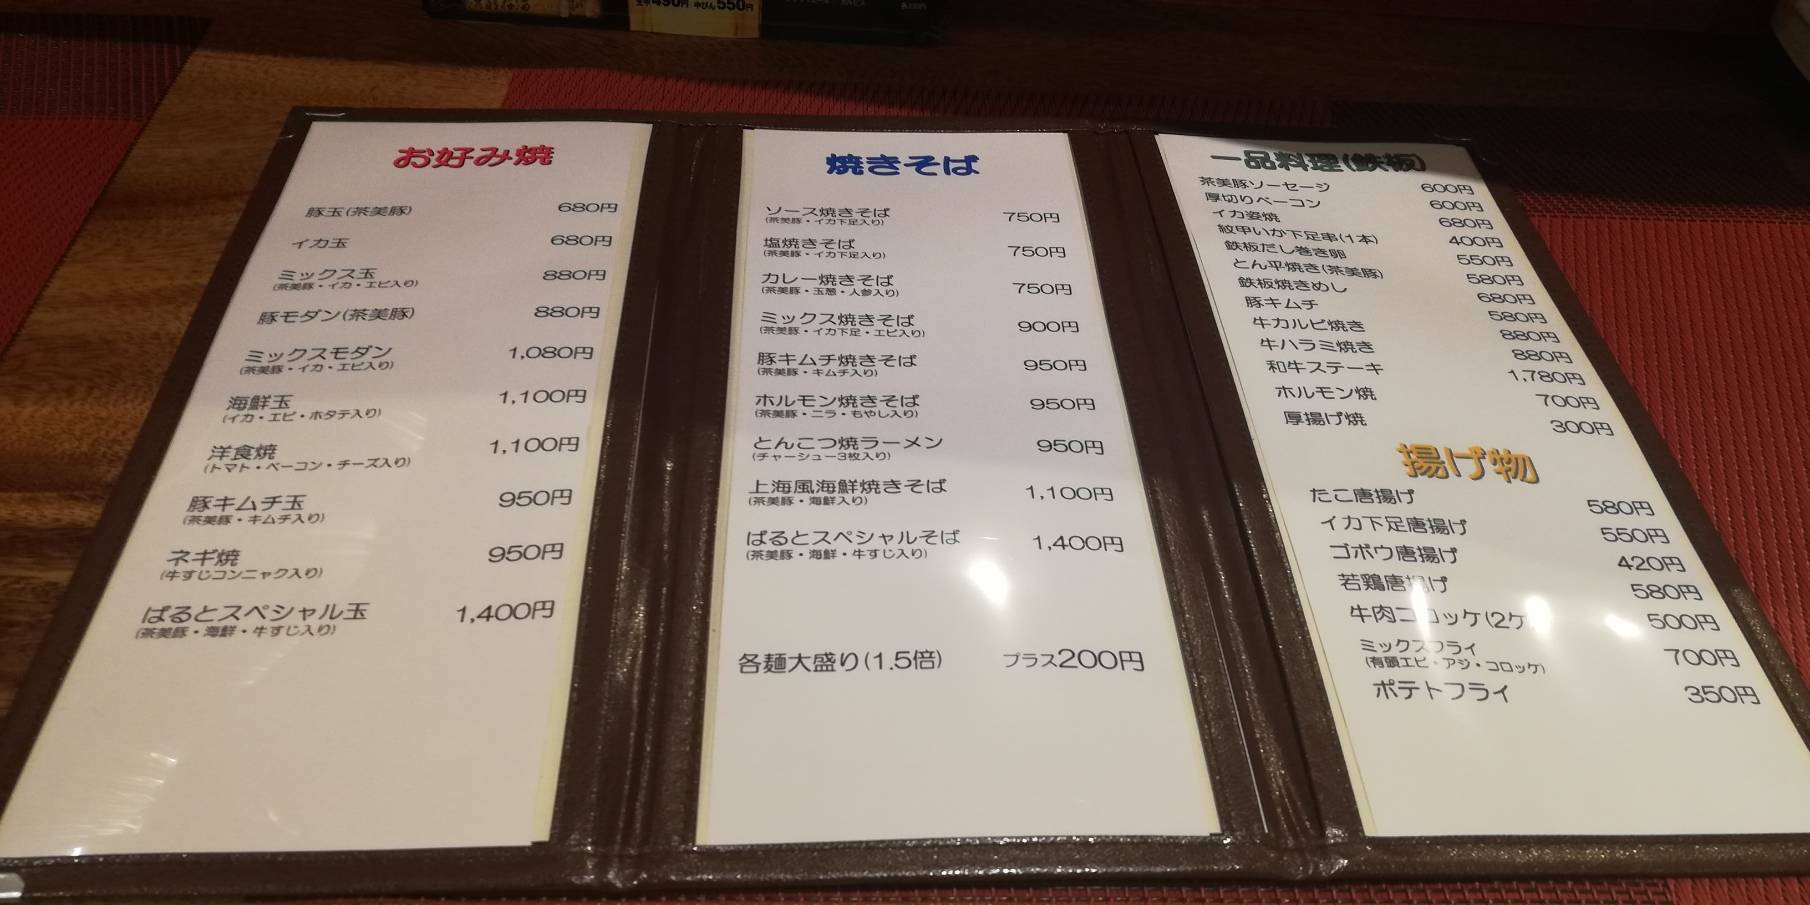 生中490円 中びん550円
お好み焼
豚玉(茶美豚) 680円
イカ玉 680円
ミックス玉 880円
(茶美豚・イカ・エビ入り)
豚モダン(茶美豚) 880円
ミックスモダン 1,080円
(茶美豚・イカ・エビ入り)
海鮮玉 1,100円
(イカ・エビ・ホタテ入り)
洋食焼 1,100円
(トマト・ベーコン・チーズ入り)
豚キムチ玉 950円
(茶美豚・キムチ入り)
ネギ焼 950円
(牛すじコンニャク入り)
ぱるとスペシャル玉 1,400円
(茶美豚・海鮮・牛すじ入り)
焼きそば
ソース焼きそば 750円
(茶美豚・イカ下足入り)
塩焼きそば 750円
(茶美豚・イカ下足入り)
カレー焼きそば 750円
(茶美豚・玉葱・人参入り)
ミックス焼きそば 900円
(茶美豚・イカ下足・エビ入り)
豚キムチ焼きそば 950円
(茶美豚・キムチ入り)
ホルモン焼きそば 950円
(茶美豚・ニラ・もやし入り)
とんこつ焼ラーメン 950円
(チャーシュー3枚入り)
上海風海鮮焼きそば 1,100円
(茶美豚・海鮮入り)
ぱるとスペシャルそば 1,400円
(茶美豚・海鮮・牛すじ入り)
各麺大盛り(1.5倍) プラス200円
一品料理(鉄板)
茶美豚ソーセージ 600円
厚切りベーコン 600円
イカ姿焼 680円
紋甲いか下足串(1本) 400円
鉄板だし巻き卵 550円
とん平焼き(茶美豚) 580円
鉄板焼きめし 680円
豚キムチ 580円
牛カルビ焼き 880円
牛ハラミ焼き 880円
和牛ステーキ 1,780円
ホルモン焼 700円
厚揚げ焼 300円
揚げ物
たこ唐揚げ 580円
イカ下足唐揚げ 550円
ゴボウ唐揚げ 420円
若鶏唐揚げ 580円
牛肉コロッケ(2ケ) 500円
ミックスフライ 700円
(有頭エビ・アジ・コロッケ)
ポテトフライ 350円